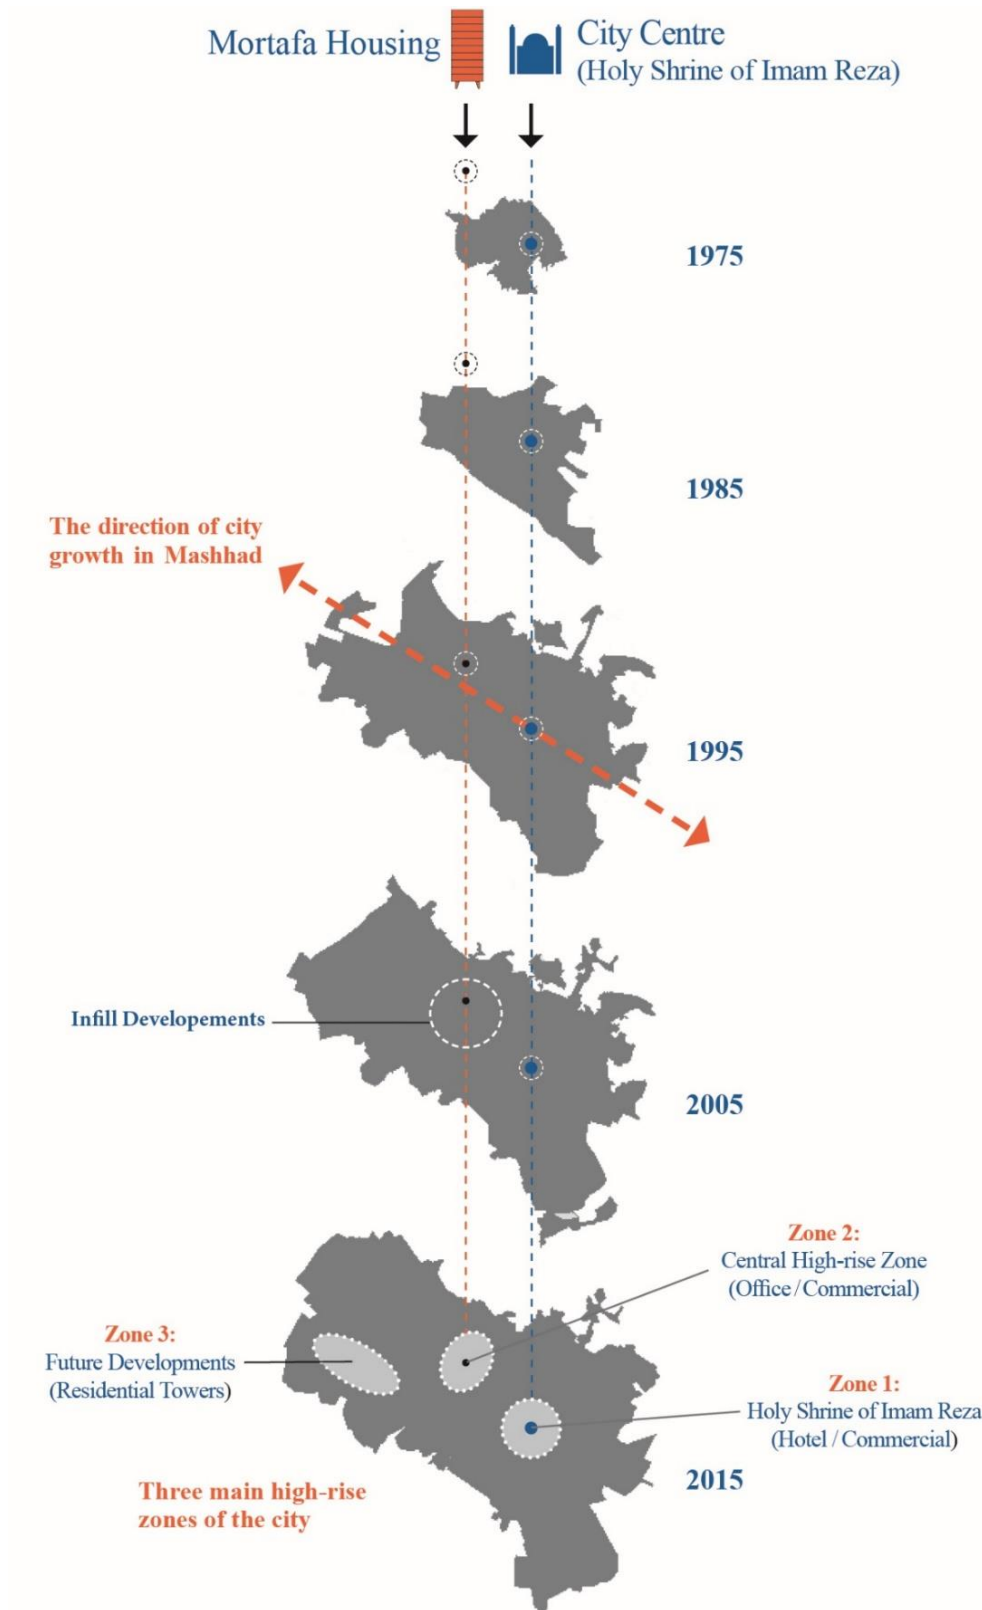 Mortafa Housing
City Centre
(Holy Shrine of Imam Reza)
1975
1985
The direction of city
growth in Mashhad
1995
Infill Developements
2005
Zone 2:
Central High-rise Zone
(Office / Commercial)
Zone 3:
Future Developments
(Residential Towers)
Zone 1:
Holy Shrine of Imam Reza
(Hotel / Commercial)
2015
Three main high-rise
zones of the city